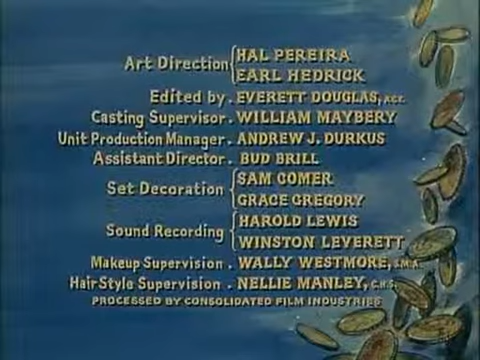 Art Direction { HAL PEREIRA
EARL HEDRICK
Edited by. EVERETT DOUGLAS, A.C.E.
Casting Supervisor. WILLIAM MAYBERY
Unit Production Manager. ANDREW J. DURKUS
Assistant Director. BUD BRILL
Set Decoration { SAM COMER
GRACE GREGORY
Sound Recording { HAROLD LEWIS
WINSTON LEVERETT
Makeup Supervision. WALLY WESTMORE, S.M.A.
HairStyle Supervision. NELLIE MANLEY, C.H.S.
PROCESSED BY CONSOLIDATED FILM INDUSTRIES